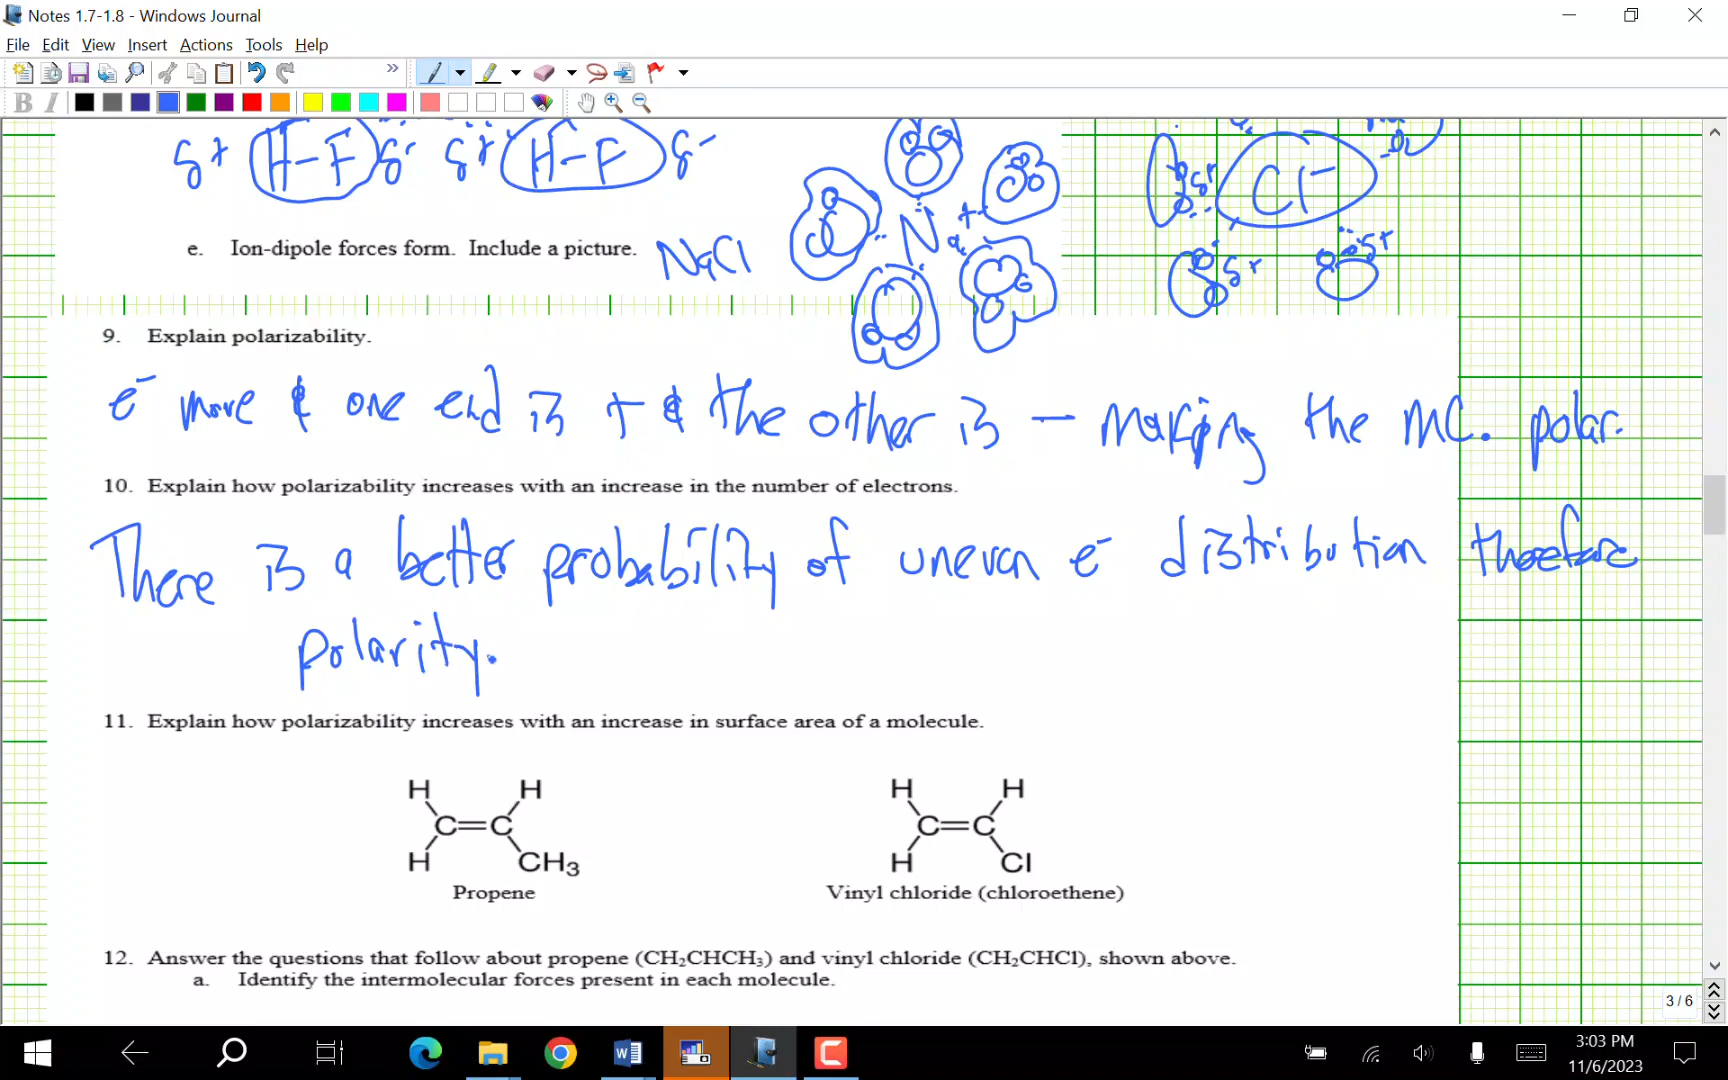 Notes 1.7-1.8 - Windows Journal
File Edit View Insert Actions Tools Help
B I
δ+ H-F δ- δ+ H-F δ-
Cl-
δ+
Na+
e. Ion-dipole forces form. Include a picture. NaCl
δ+ δ+
9. Explain polarizability.
e- move & one end is + & the other is - making the MC. polar.
10. Explain how polarizability increases with an increase in the number of electrons.
There is a better probability of uneven e- distribution therefore
polarity.
11. Explain how polarizability increases with an increase in surface area of a molecule.
H H H H
C=C C=C
H CH₃ H Cl
Propene Vinyl chloride (chloroethene)
12. Answer the questions that follow about propene (CH₂CHCH₃) and vinyl chloride (CH₂CHCl), shown above.
a. Identify the intermolecular forces present in each molecule.
3 / 6
3:03 PM
11/6/2023